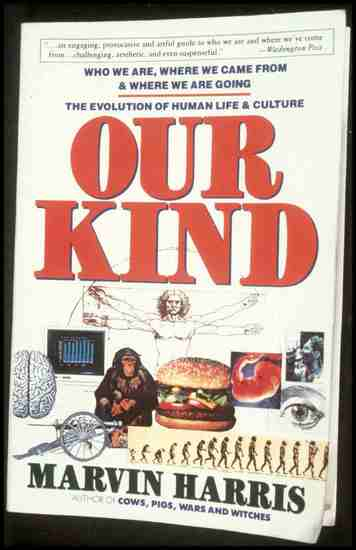 "...an engaging, provocative and artful guide to who we are and where we've come
from...challenging, aesthetic, and even suspenseful." —Washington Post
WHO WE ARE, WHERE WE CAME FROM
& WHERE WE ARE GOING
THE EVOLUTION OF HUMAN LIFE & CULTURE
OUR
KIND
MARVIN HARRIS
AUTHOR OF COWS, PIGS, WARS AND WITCHES